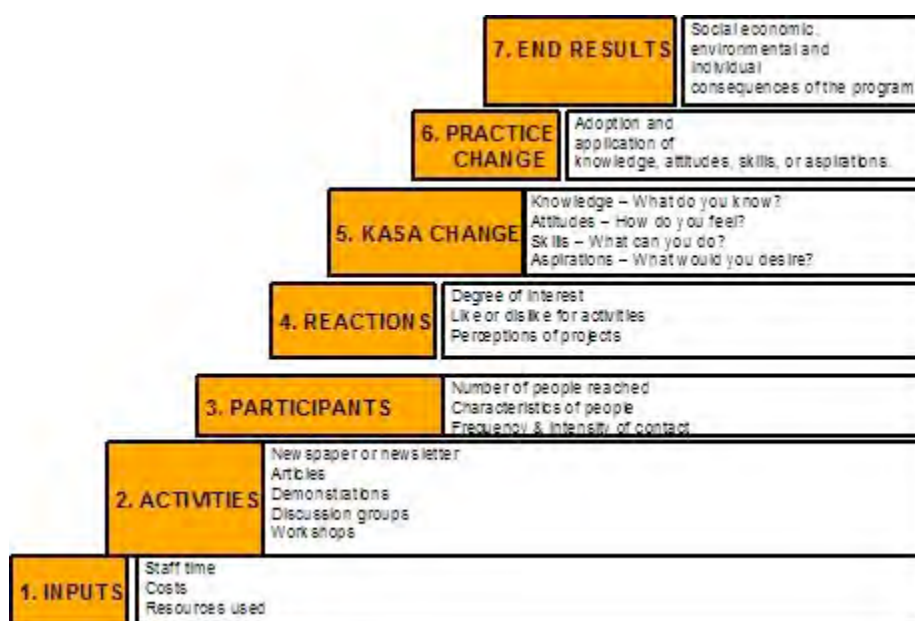 7. END RESULTS
Social economic,
environmental and
individual
consequences of the program
6. PRACTICE
CHANGE
Adoption and
application of
knowledge, attitudes, skills, or aspirations.
5. KASA CHANGE
Knowledge – What do you know?
Attitudes – How do you feel?
Skills – What can you do?
Aspirations – What would you desire?
4. REACTIONS
Degree of interest
Like or dislike for activities
Perceptions of projects
3. PARTICIPANTS
Number of people reached
Characteristics of people
Frequency & intensity of contact
2. ACTIVITIES
Newspaper or newsletter
Articles
Demonstrations
Discussion groups
Workshops
1. INPUTS
Staff time
Costs
Resources used